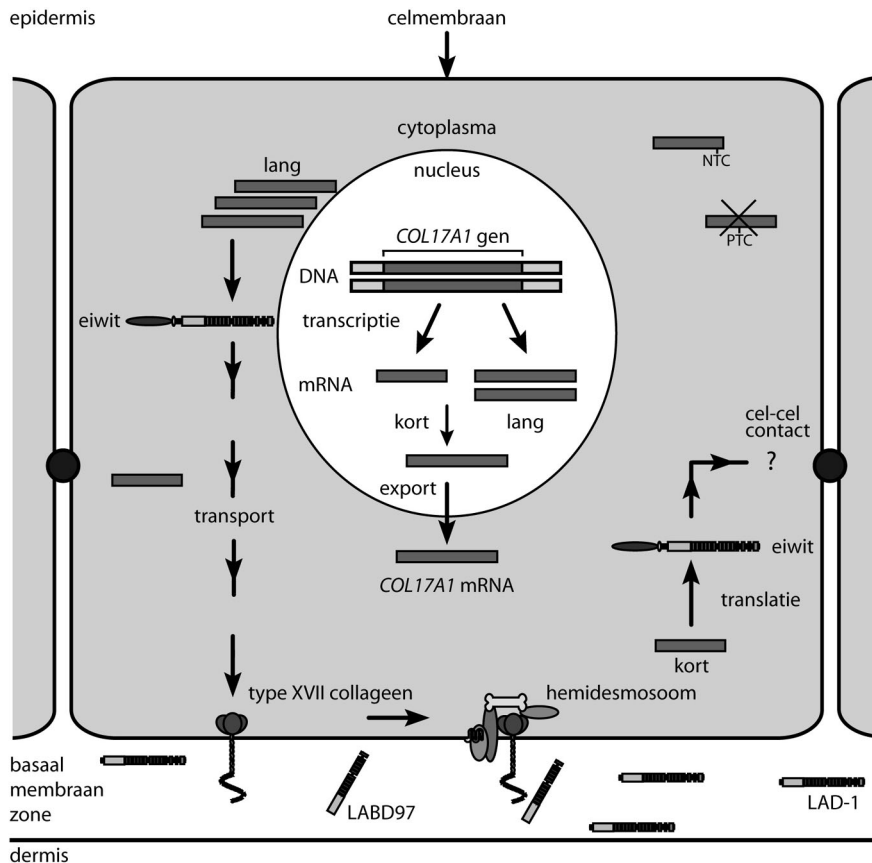 epidermis
celmembraan
cytoplasma
lang
nucleus
NTC
COL17A1 gen
PTC
DNA
eiwit
transcriptie
mRNA
kort
lang
cel-cel
contact
?
export
transport
eiwit
COL17A1 mRNA
translatie
kort
type XVII collageen
hemidesmosoom
basaal
membraan
zone
LABD97
LAD-1
dermis